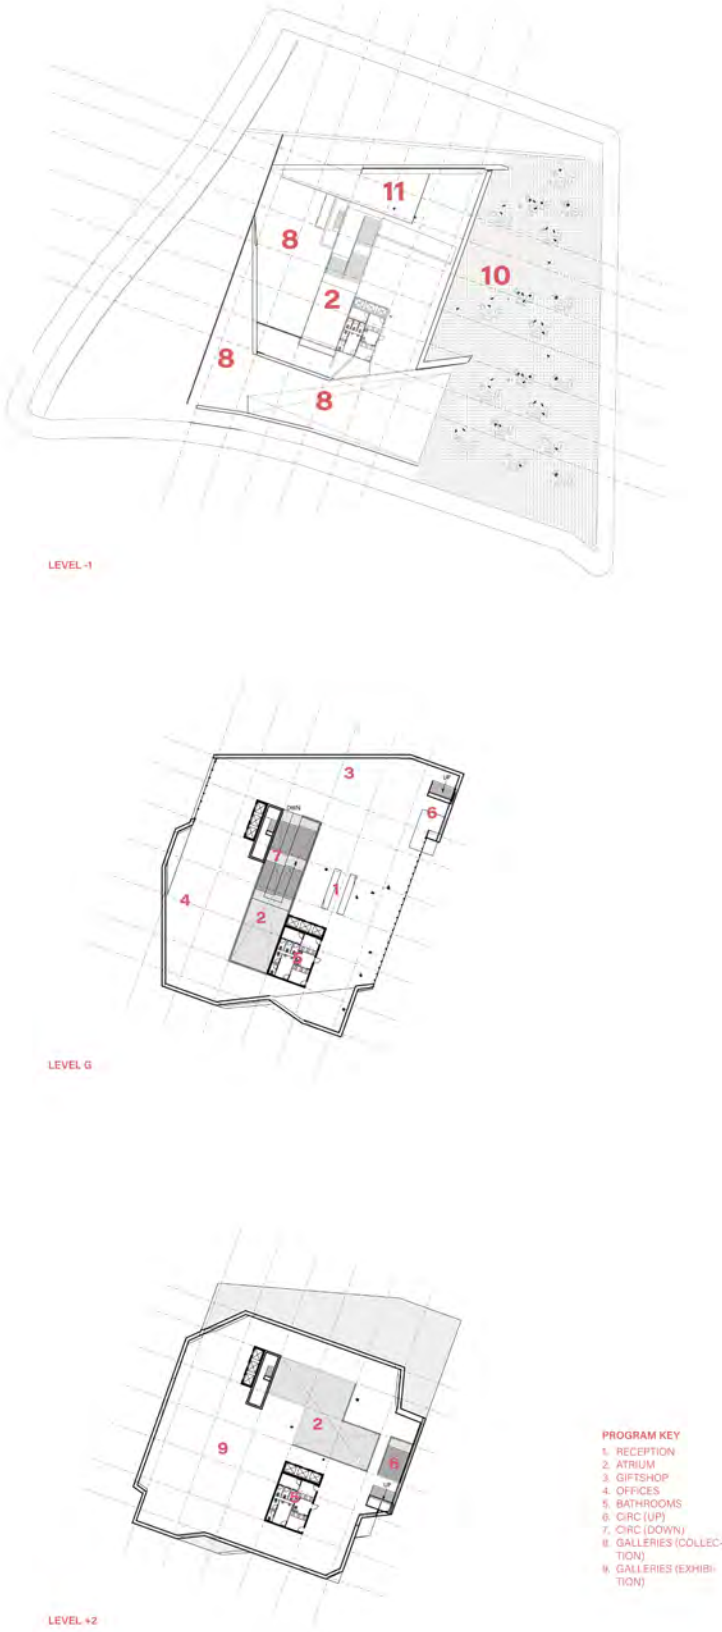 11
8
10
2
8
8
LEVEL -1
3
UP
6
DWN
7
1
4
2
5
LEVEL G
2
9
6
UP
5
PROGRAM KEY
1. RECEPTION
2. ATRIUM
3. GIFTSHOP
4. OFFICES
5. BATHROOMS
6. CIRC (UP)
7. CIRC (DOWN)
8. GALLERIES (COLLEC-
TION)
9. GALLERIES (EXHIBI-
TION)
LEVEL +2